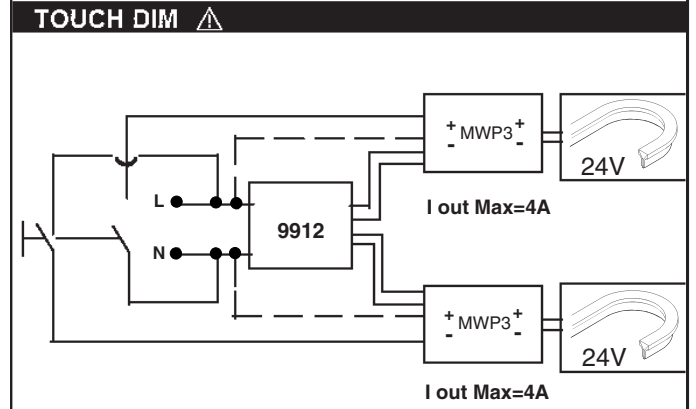 TOUCH DIM ⚠
+ MWP3 +
- -
24V
I out Max=4A
L
9912
N
+ MWP3 +
- -
24V
I out Max=4A